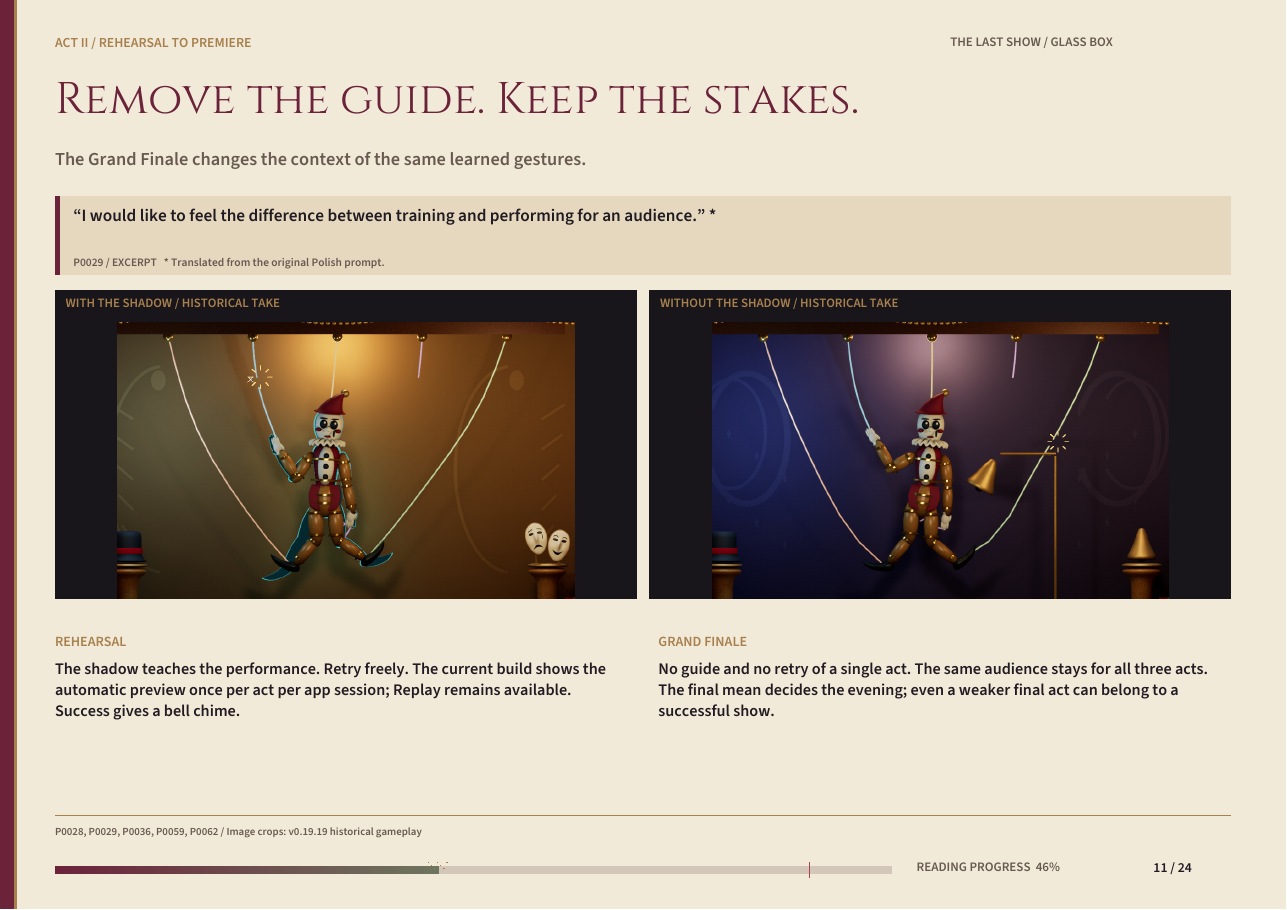 ACT II / REHEARSAL TO PREMIERE
THE LAST SHOW / GLASS BOX
Remove the guide. Keep the stakes.
The Grand Finale changes the context of the same learned gestures.
“I would like to feel the difference between training and performing for an audience.” *
P0029 / EXCERPT * Translated from the original Polish prompt.
WITH THE SHADOW / HISTORICAL TAKE
WITHOUT THE SHADOW / HISTORICAL TAKE
REHEARSAL
The shadow teaches the performance. Retry freely. The current build shows the
automatic preview once per act per app session; Replay remains available.
Success gives a bell chime.
GRAND FINALE
No guide and no retry of a single act. The same audience stays for all three acts.
The final mean decides the evening; even a weaker final act can belong to a
successful show.
P0028, P0029, P0036, P0059, P0062 / Image crops: v0.19.19 historical gameplay
READING PROGRESS 46%
11 / 24